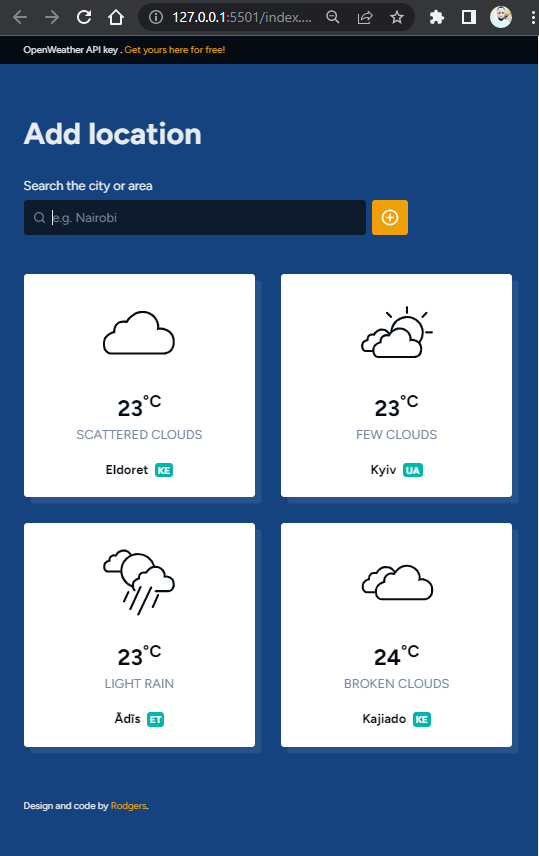 127.0.0.1:5501/index....
OpenWeather API key . Get yours here for free!
Add location
Search the city or area
e.g. Nairobi
23°C
SCATTERED CLOUDS
Eldoret KE
23°C
FEW CLOUDS
Kyiv UA
23°C
LIGHT RAIN
Ādīs ET
24°C
BROKEN CLOUDS
Kajiado KE
Design and code by Rodgers.